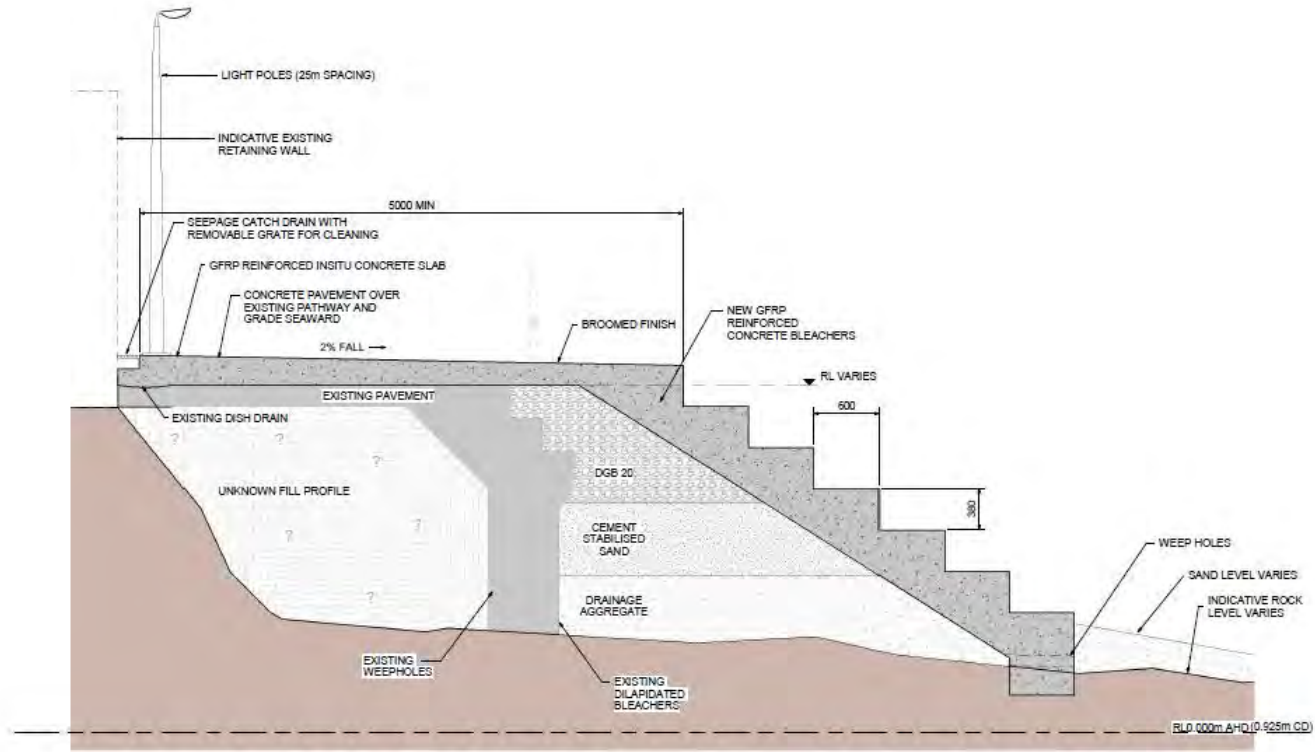 LIGHT POLES (25m SPACING)
INDICATIVE EXISTING
RETAINING WALL
5000 MIN
SEEPAGE CATCH DRAIN WITH
REMOVABLE GRATE FOR CLEANING
GFRP REINFORCED INSITU CONCRETE SLAB
CONCRETE PAVEMENT OVER
EXISTING PATHWAY AND
GRADE SEAWARD
2% FALL
BROOMED FINISH
NEW GFRP
REINFORCED
CONCRETE BLEACHERS
RL VARIES
EXISTING PAVEMENT
EXISTING DISH DRAIN
600
?
?
?
UNKNOWN FILL PROFILE
DGB 20
380
?
?
CEMENT
STABILISED
SAND
WEEP HOLES
SAND LEVEL VARIES
?
DRAINAGE
AGGREGATE
INDICATIVE ROCK
LEVEL VARIES
EXISTING
WEEPHOLES
EXISTING
DILAPIDATED
BLEACHERS
RL0.000m AHD (0.925m CD)